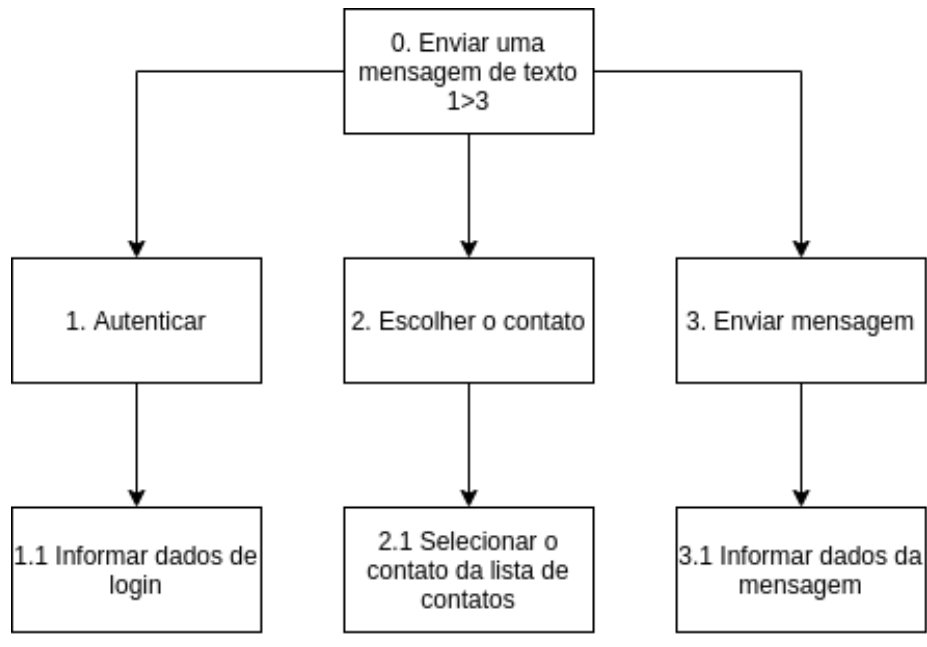 0. Enviar uma
mensagem de texto
1>3
1. Autenticar
2. Escolher o contato
3. Enviar mensagem
1.1 Informar dados de
login
2.1 Selecionar o
contato da lista de
contatos
3.1 Informar dados da
mensagem